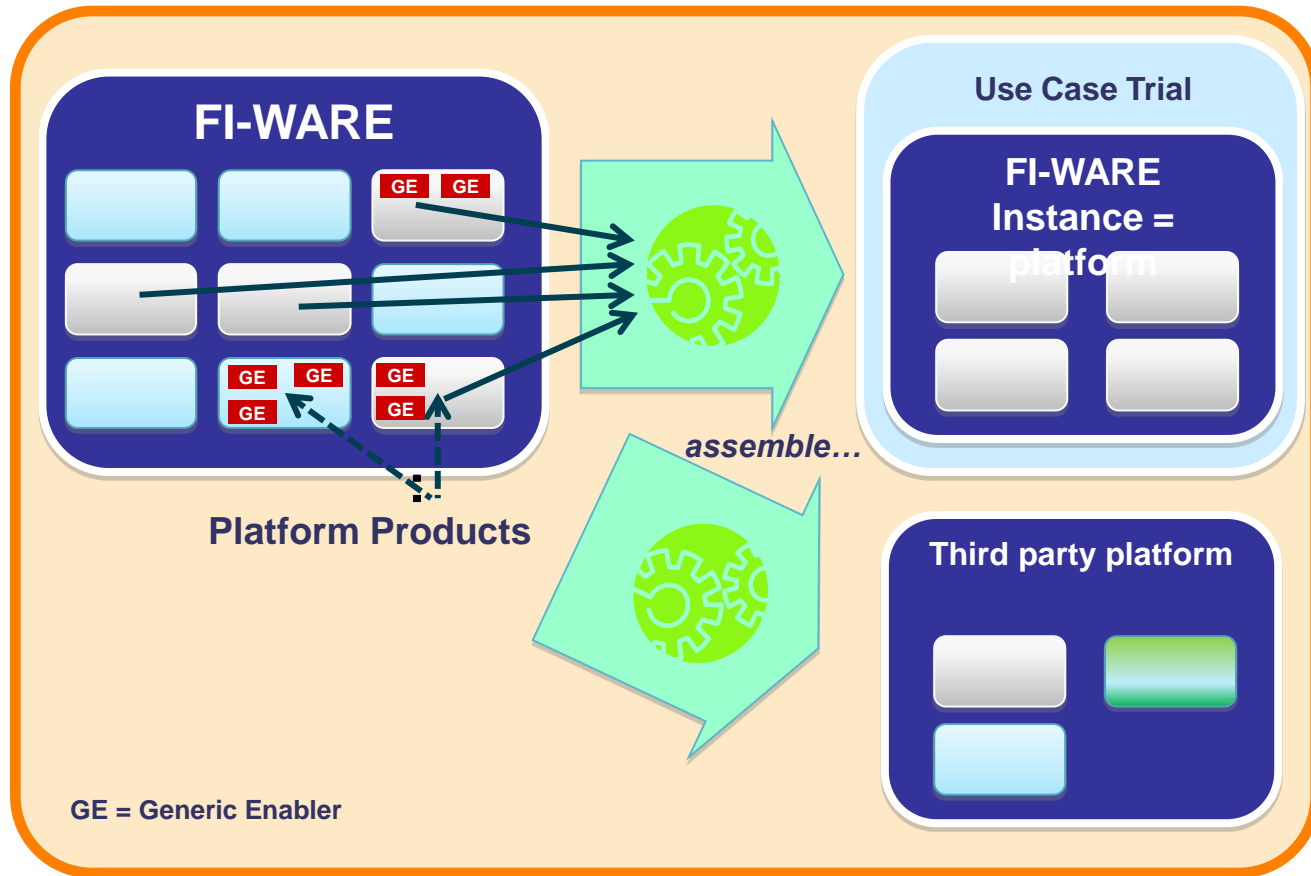 FI-WARE
GE GE
GE GE
GE
GE
GE
Platform Products
GE = Generic Enabler
assemble…
Use Case Trial
FI-WARE
Instance =
platform
Third party platform